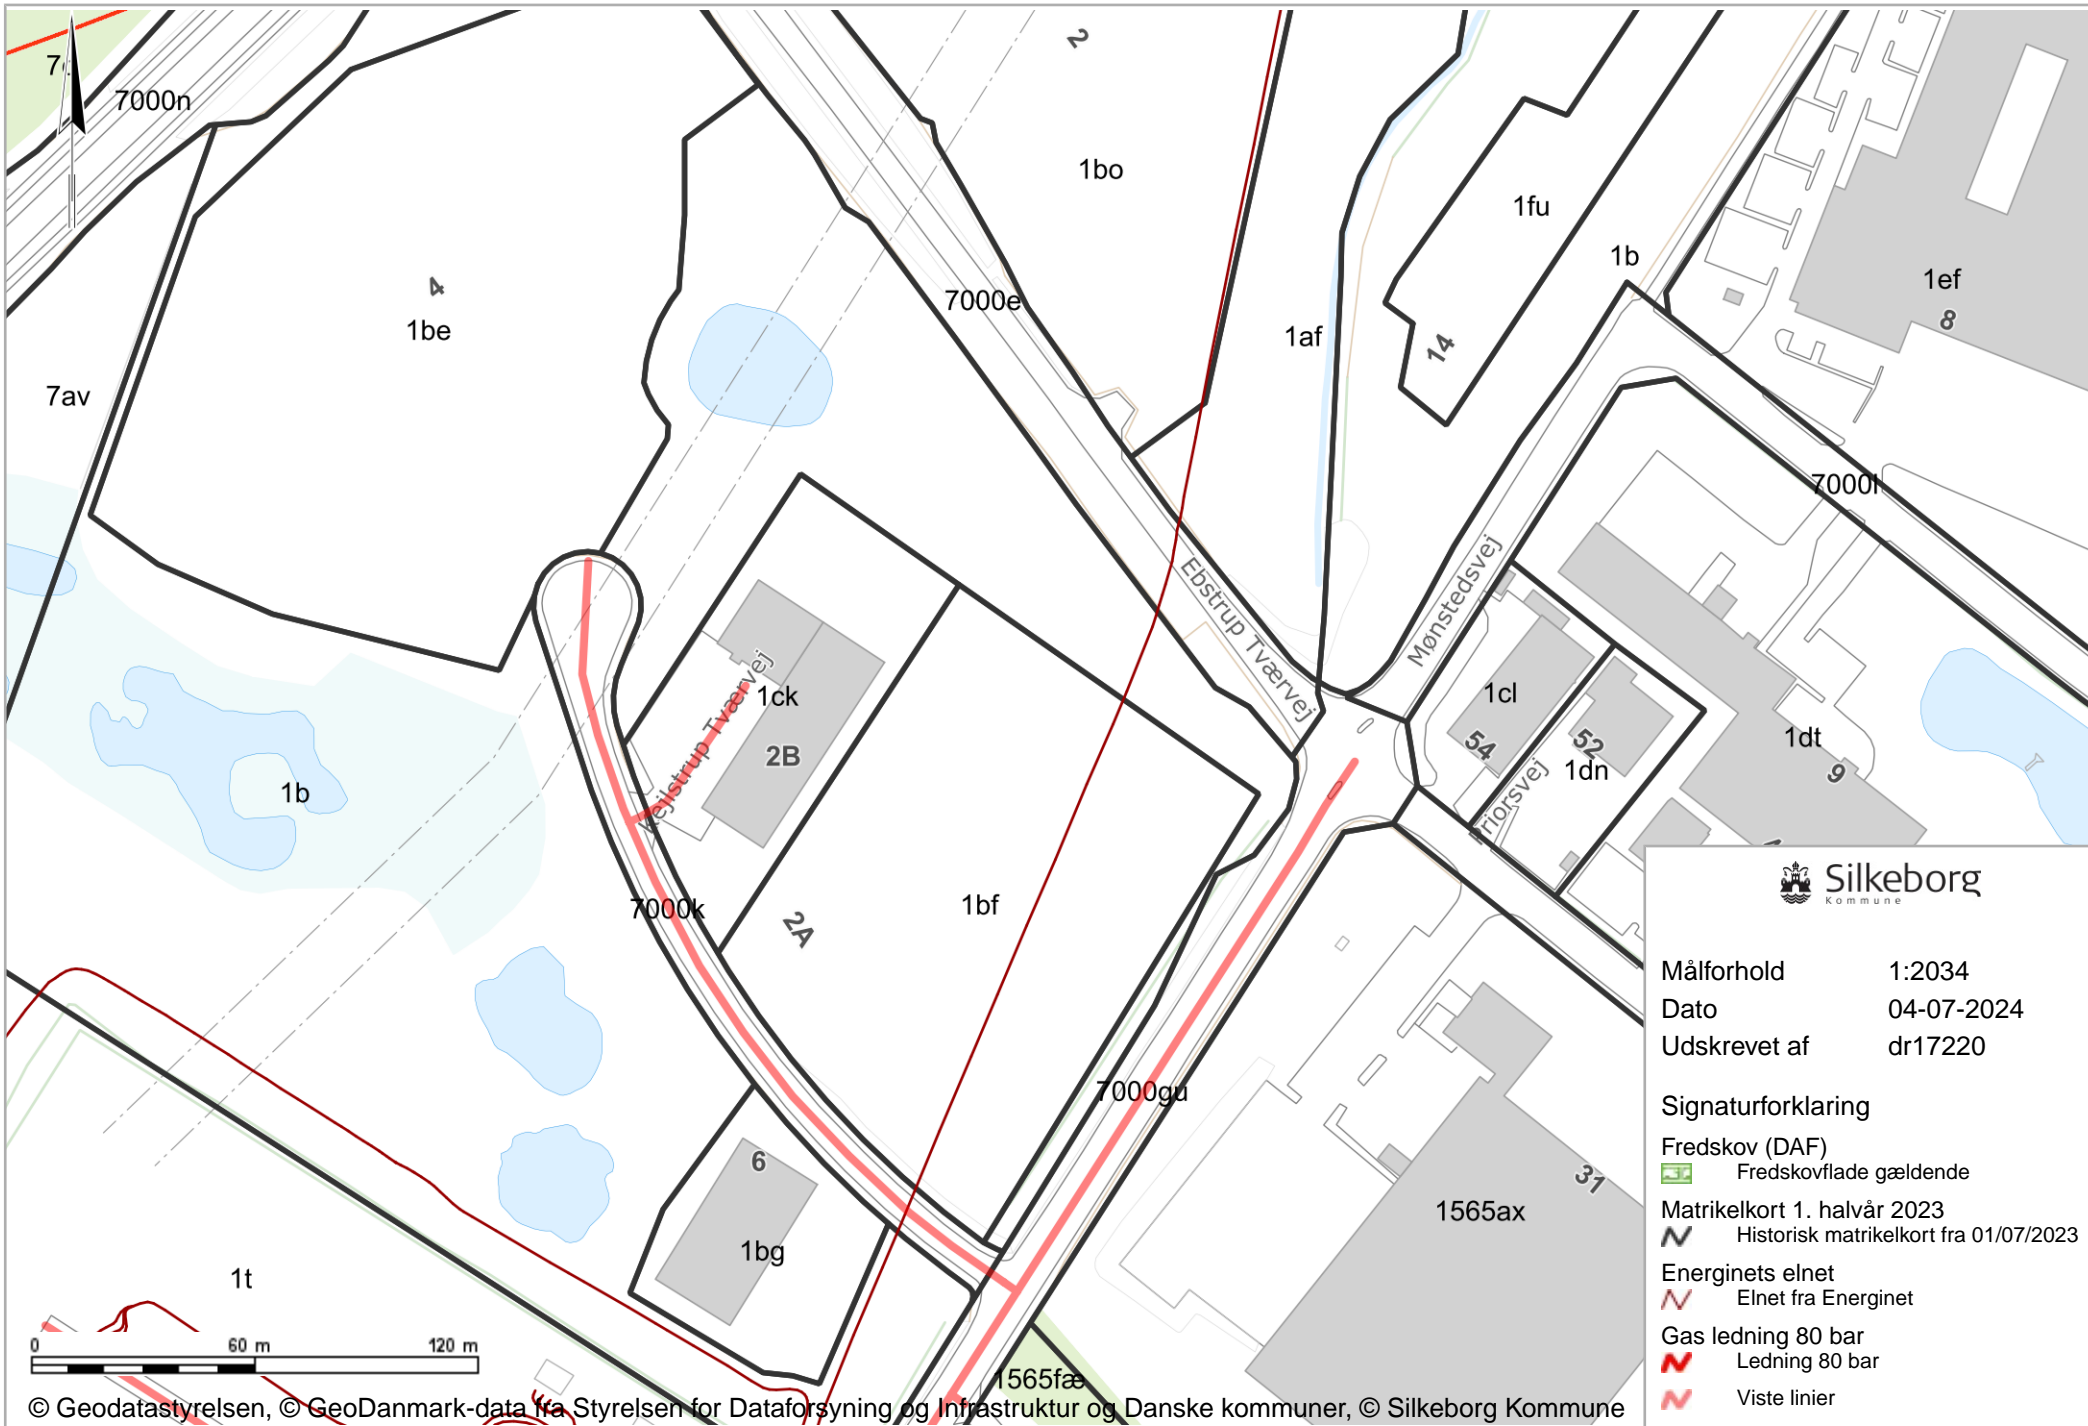 7000n
2
1bo
1fu
1b
1ef
8
4
1be
7000e
1af
14
7av
7000l
Ebstrup Tværvej
Mønstedsvej
1ck
Kejlstrup Tværvej
2B
1cl
54
52
1dn
Priorsvej
1dt
9
1b
7000k
2A
1bf
7000gu
6
1bg
1t
1565ax
31
1565fæ
0 60 m 120 m
Silkeborg
Kommune
Målforhold 1:2034
Dato 04-07-2024
Udskrevet af dr17220
Signaturforklaring
Fredskov (DAF)
Fredskovflade gældende
Matrikelkort 1. halvår 2023
Historisk matrikelkort fra 01/07/2023
Energinets elnet
Elnet fra Energinet
Gas ledning 80 bar
Ledning 80 bar
Viste linier
© Geodatastyrelsen, © GeoDanmark-data fra Styrelsen for Dataforsyning og Infrastruktur og Danske kommuner, © Silkeborg Kommune